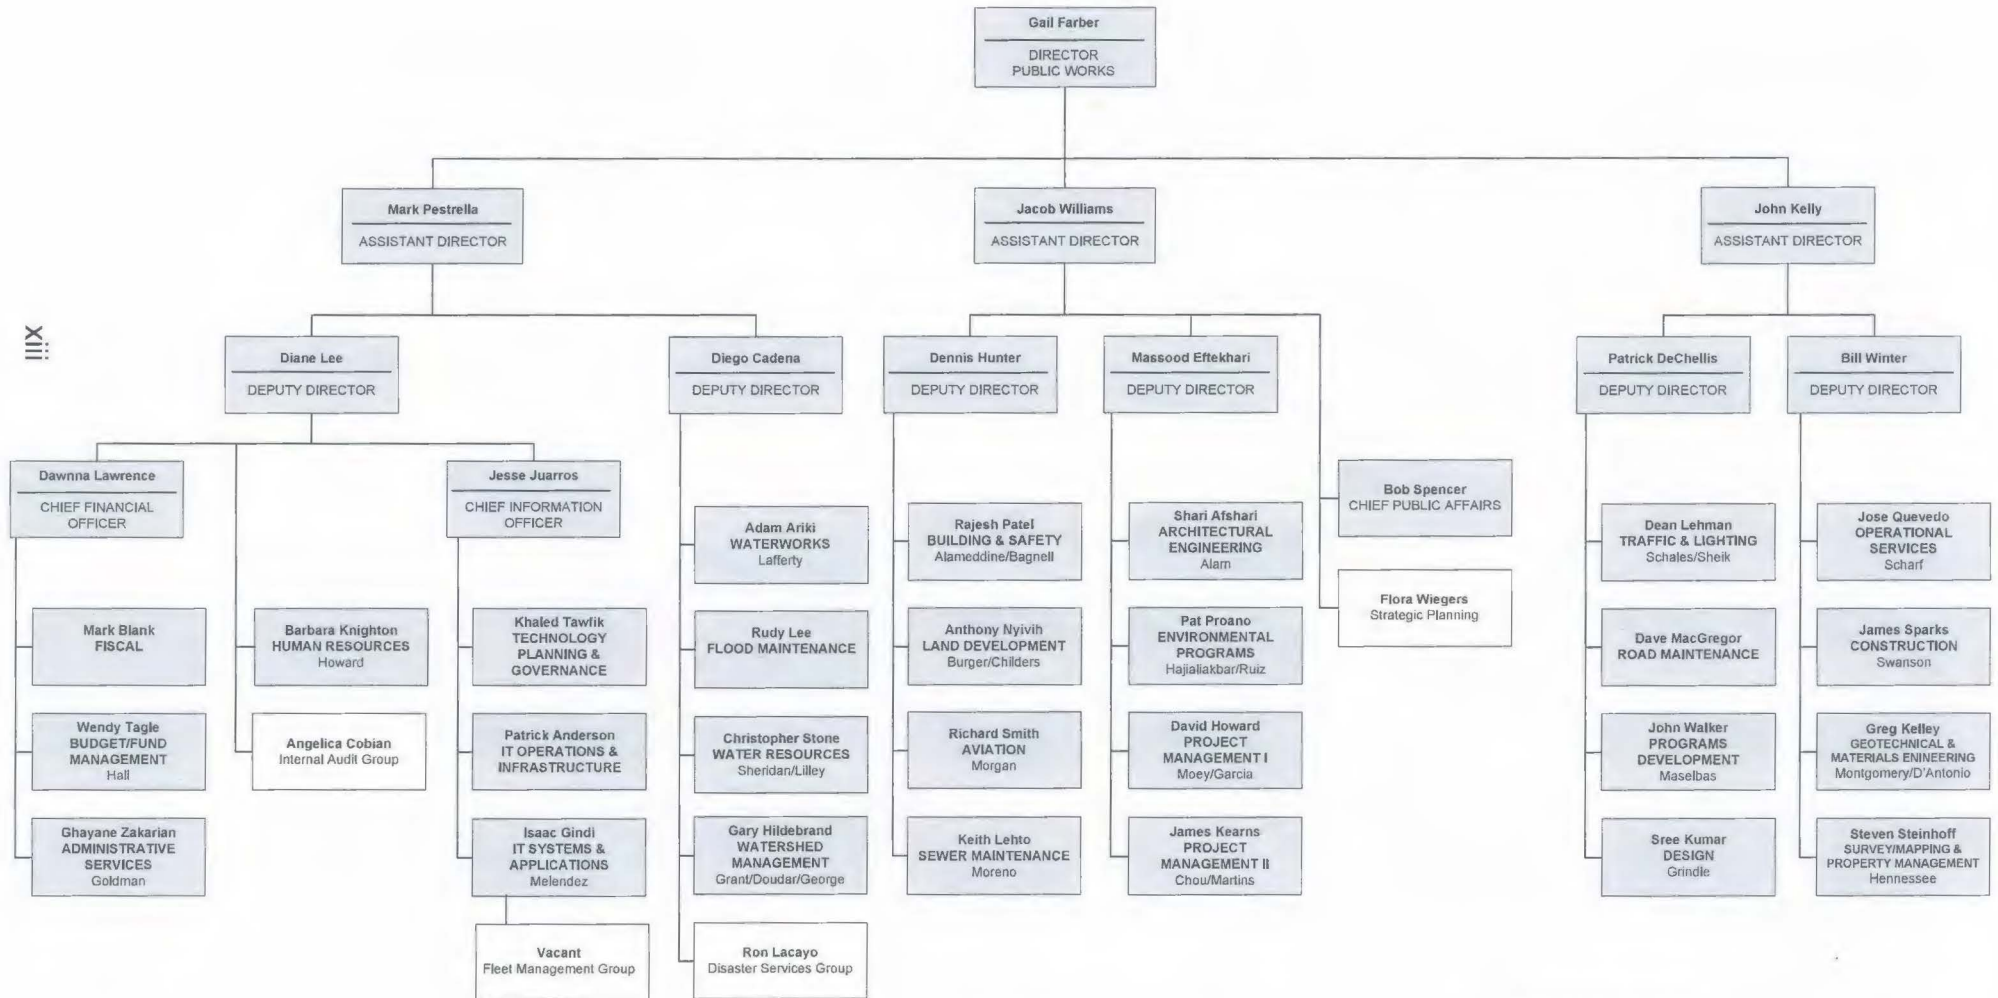 Gail Farber
DIRECTOR
PUBLIC WORKS
Mark Pestrella
ASSISTANT DIRECTOR
Jacob Williams
ASSISTANT DIRECTOR
John Kelly
ASSISTANT DIRECTOR
xiii
Diane Lee
DEPUTY DIRECTOR
Diego Cadena
DEPUTY DIRECTOR
Dennis Hunter
DEPUTY DIRECTOR
Massood Eftekhari
DEPUTY DIRECTOR
Patrick DeChellis
DEPUTY DIRECTOR
Bill Winter
DEPUTY DIRECTOR
Dawnna Lawrence
CHIEF FINANCIAL
OFFICER
Mark Blank
FISCAL
Wendy Tagle
BUDGET/FUND
MANAGEMENT
Hall
Ghayane Zakarian
ADMINISTRATIVE
SERVICES
Goldman
Barbara Knighton
HUMAN RESOURCES
Howard
Angelica Cobian
Internal Audit Group
Jesse Juarros
CHIEF INFORMATION
OFFICER
Khaled Tawfik
TECHNOLOGY
PLANNING &
GOVERNANCE
Patrick Anderson
IT OPERATIONS &
INFRASTRUCTURE
Isaac Gindi
IT SYSTEMS &
APPLICATIONS
Melendez
Vacant
Fleet Management Group
Adam Ariki
WATERWORKS
Lafferty
Rudy Lee
FLOOD MAINTENANCE
Christopher Stone
WATER RESOURCES
Sheridan/Lilley
Gary Hildebrand
WATERSHED
MANAGEMENT
Grant/Doudar/George
Ron Lacayo
Disaster Services Group
Rajesh Patel
BUILDING & SAFETY
Alameddine/Bagnell
Anthony Nyivih
LAND DEVELOPMENT
Burger/Childers
Richard Smith
AVIATION
Morgan
Keith Lehto
SEWER MAINTENANCE
Moreno
Shari Afshari
ARCHITECTURAL
ENGINEERING
Alam
Pat Proano
ENVIRONMENTAL
PROGRAMS
Hajialiakbar/Ruiz
David Howard
PROJECT
MANAGEMENT I
Moey/Garcia
James Kearns
PROJECT
MANAGEMENT II
Chou/Martins
Bob Spencer
CHIEF PUBLIC AFFAIRS
Flora Wiegers
Strategic Planning
Dean Lehman
TRAFFIC & LIGHTING
Schales/Sheik
Dave MacGregor
ROAD MAINTENANCE
John Walker
PROGRAMS
DEVELOPMENT
Maselbas
Sree Kumar
DESIGN
Grindle
Jose Quevedo
OPERATIONAL
SERVICES
Scharf
James Sparks
CONSTRUCTION
Swanson
Greg Kelley
GEOTECHNICAL &
MATERIALS ENINEERING
Montgomery/D'Antonio
Steven Steinhoff
SURVEY/MAPPING &
PROPERTY MANAGEMENT
Hennessee